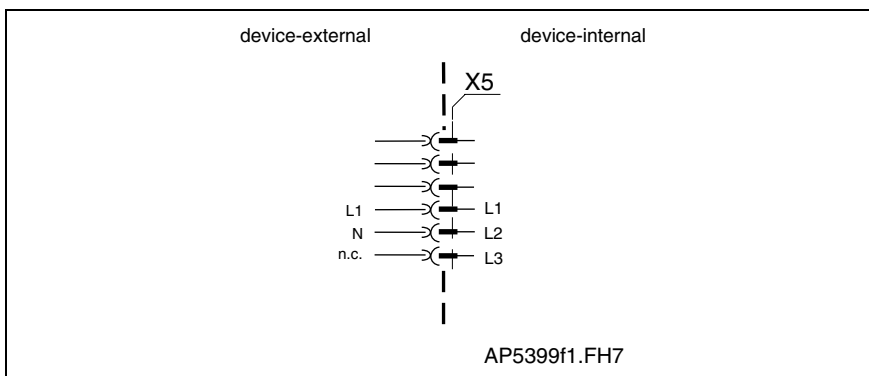 device-external device-internal
X5
L1 L1
N L2
n.c. L3
AP5399f1.FH7